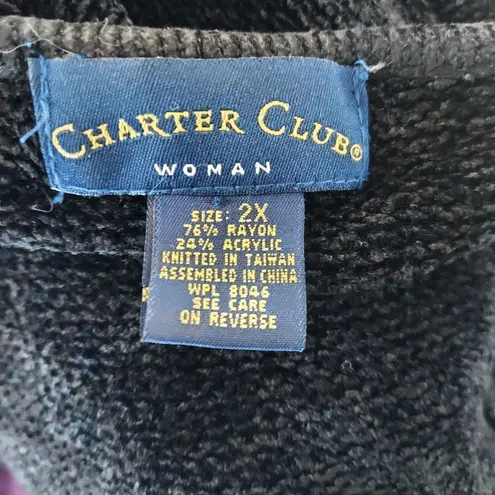 CHARTER CLUB®
WOMAN
SIZE: 2X
76% RAYON
24% ACRYLIC
KNITTED IN TAIWAN
ASSEMBLED IN CHINA
WPL 8046
SEE CARE
ON REVERSE